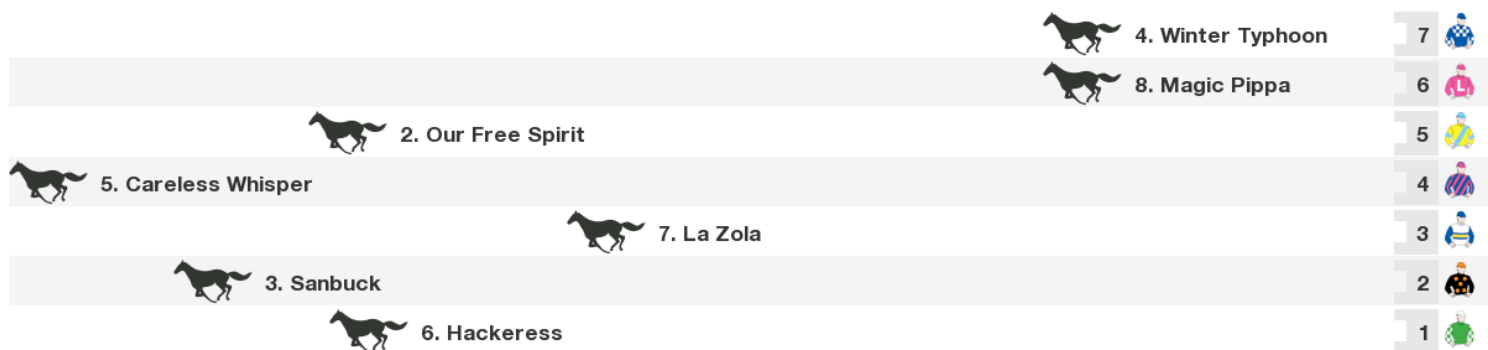 4. Winter Typhoon 7
8. Magic Pippa 6 L
2. Our Free Spirit 5
5. Careless Whisper 4
7. La Zola 3
3. Sanbuck 2
6. Hackeress 1